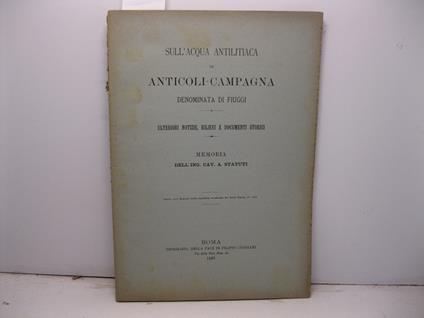 SULL'ACQUA ANTILITIACA
DI
ANTICOLI-CAMPAGNA
DENOMINATA DI FIUGGI
ULTERIORI NOTIZIE, RILIEVI E DOCUMENTI STORICI
MEMORIA
DELL'ING. CAV. A. STATUTI
ROMA
TIPOGRAFIA DELLA PACE DI FILIPPO CUGGIANI